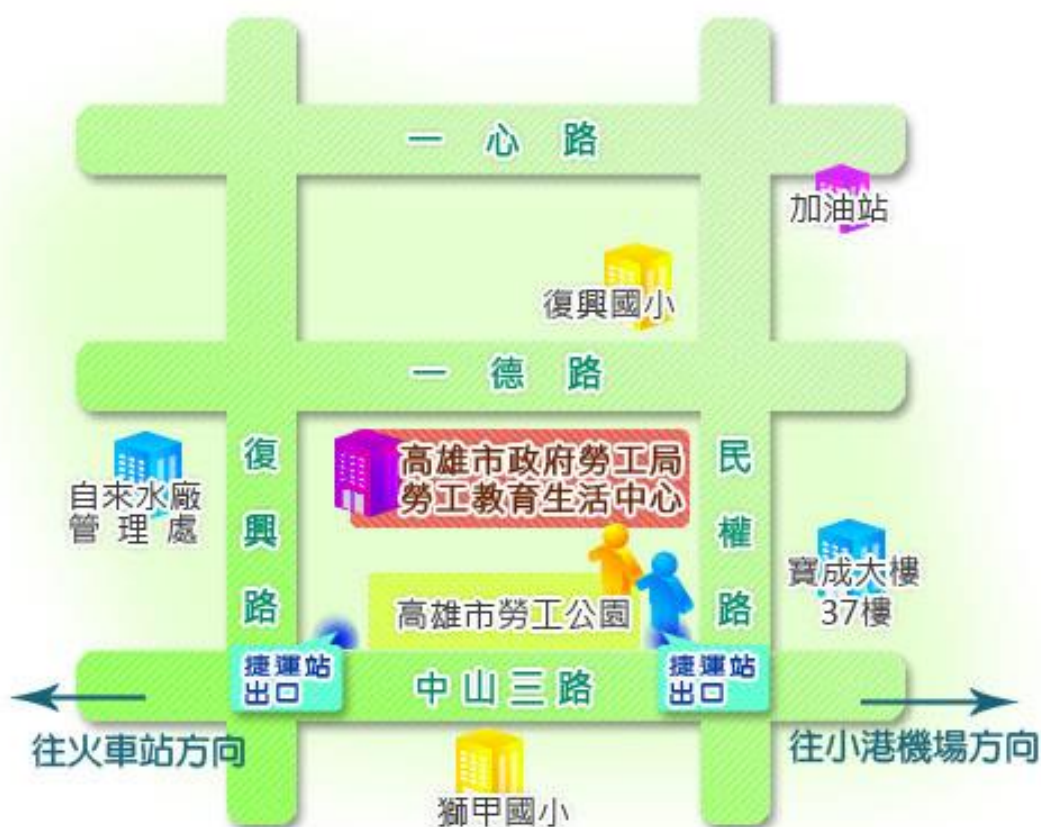 一心路
加油站
復興國小
一德路
復興路
高雄市政府勞工局
勞工教育生活中心
民權路
自來水廠
管理處
寶成大樓
37樓
高雄市勞工公園
捷運站
出口
中山三路
捷運站
出口
往火車站方向
往小港機場方向
獅甲國小